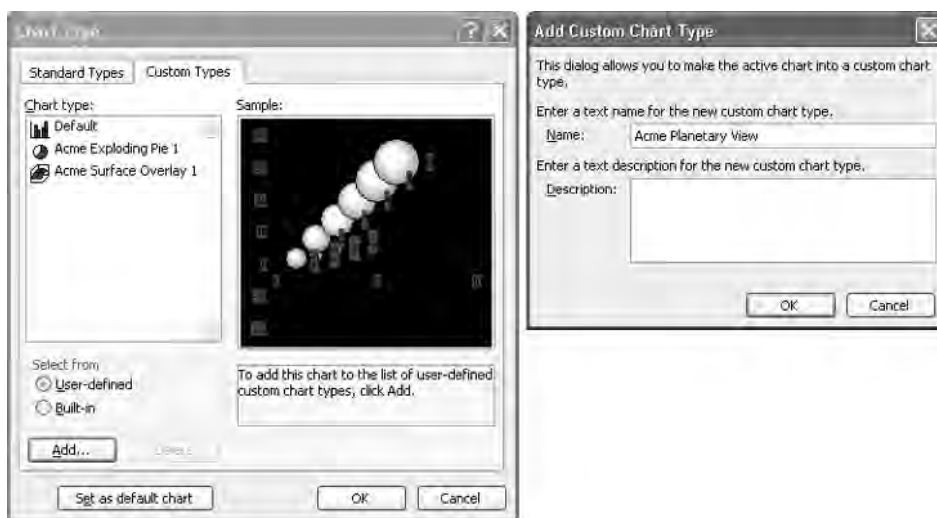 Chart Type
Standard Types
Custom Types
Chart type:
Default
Acme Exploding Pie 1
Acme Surface Overlay 1
Sample:
Select from
User-defined
Built-in
To add this chart to the list of user-defined
custom chart types, click Add.
Add...
Delete
Set as default chart
OK
Cancel
Add Custom Chart Type
This dialog allows you to make the active chart into a custom chart
type.
Enter a text name for the new custom chart type.
Name:
Acme Planetary View
Enter a text description for the new custom chart type.
Description:
OK
Cancel